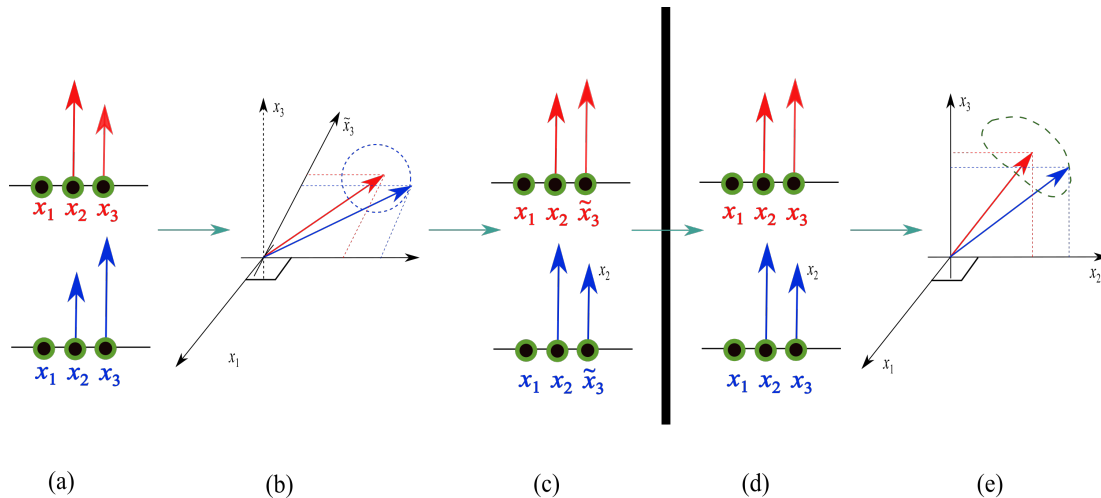 x₁ x₂ x₃
x₁ x₂ x₃
(a)
x₃
x̃₃
x₁
(b)
x₁ x₂ x̃₃
x₂
x₁ x₂ x̃₃
(c)
x₁ x₂ x₃
x₂
x₁ x₂ x₃
(d)
x₃
x₂
x₁
(e)